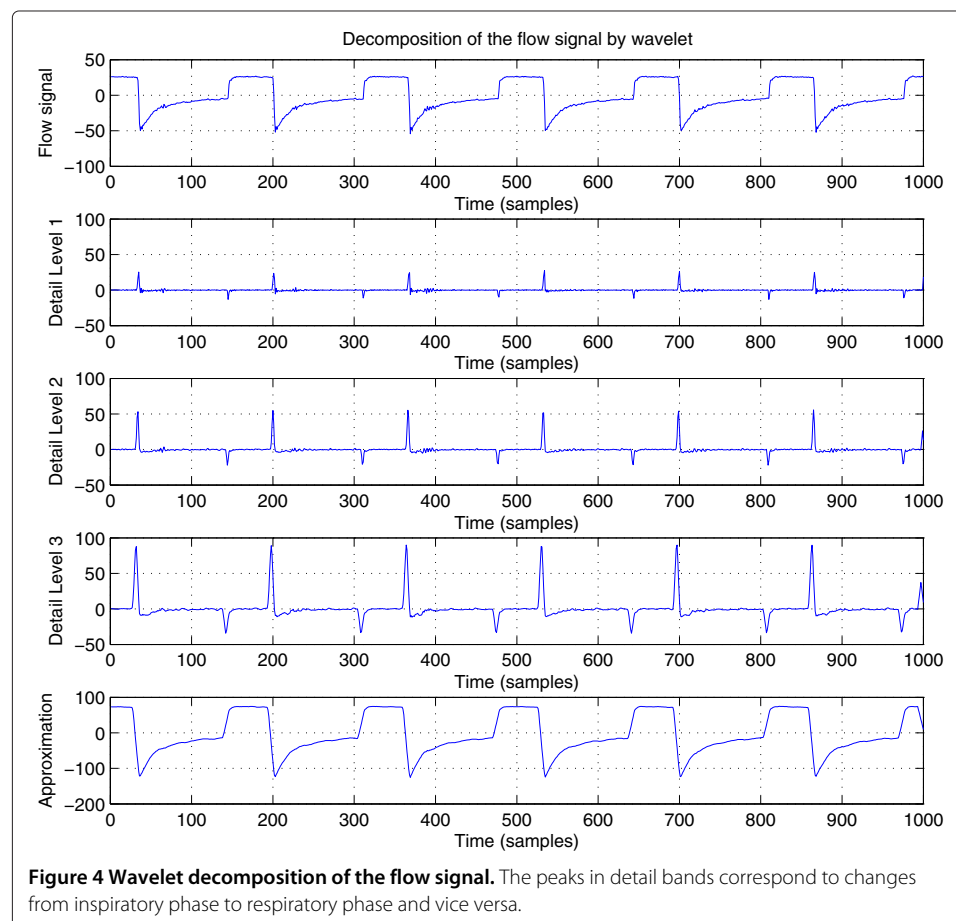 Decomposition of the flow signal by wavelet
Flow signal
50
0
−50
−100
0 100 200 300 400 500 600 700 800 900 1000
Time (samples)
Detail Level 1
100
50
0
−50
0 100 200 300 400 500 600 700 800 900 1000
Time (samples)
Detail Level 2
100
50
0
−50
0 100 200 300 400 500 600 700 800 900 1000
Time (samples)
Detail Level 3
100
50
0
−50
0 100 200 300 400 500 600 700 800 900 1000
Time (samples)
Approximation
100
0
−100
−200
0 100 200 300 400 500 600 700 800 900 1000
Time (samples)
Figure 4 Wavelet decomposition of the flow signal. The peaks in detail bands correspond to changes
from inspiratory phase to respiratory phase and vice versa.